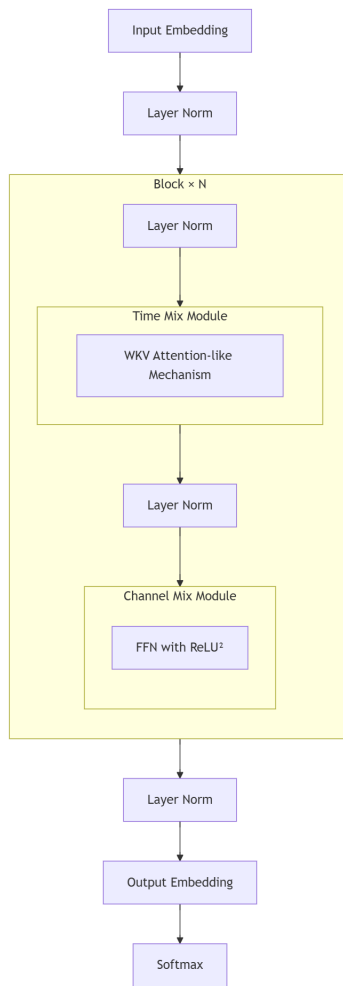 Input Embedding
Layer Norm
Block × N
Layer Norm
Time Mix Module
WKV Attention-like
Mechanism
Layer Norm
Channel Mix Module
FFN with ReLU²
Layer Norm
Output Embedding
Softmax